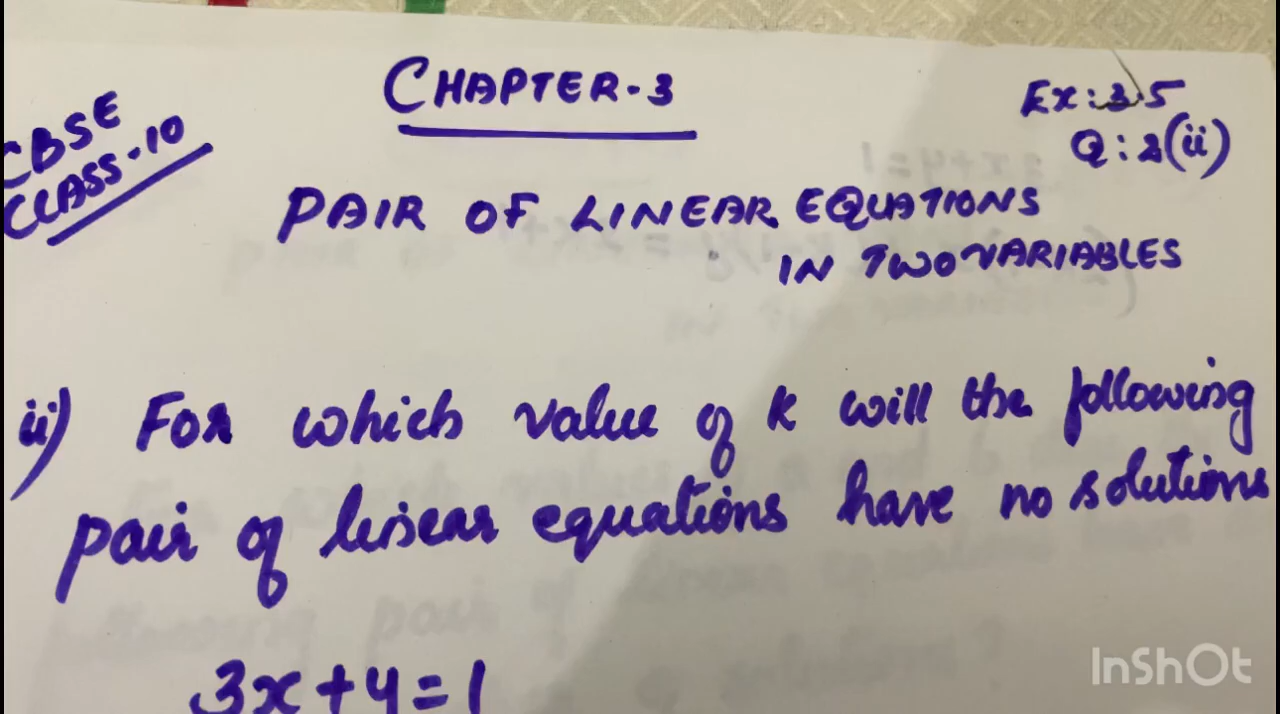 CHAPTER-3
Ex:3.5
Q:2(ii)
CBSE
CLASS-10
PAIR OF LINEAR EQUATIONS
IN TWO VARIABLES
ii) For which value of k will the following
pair of linear equations have no solutions
3x+y=1
InShOt